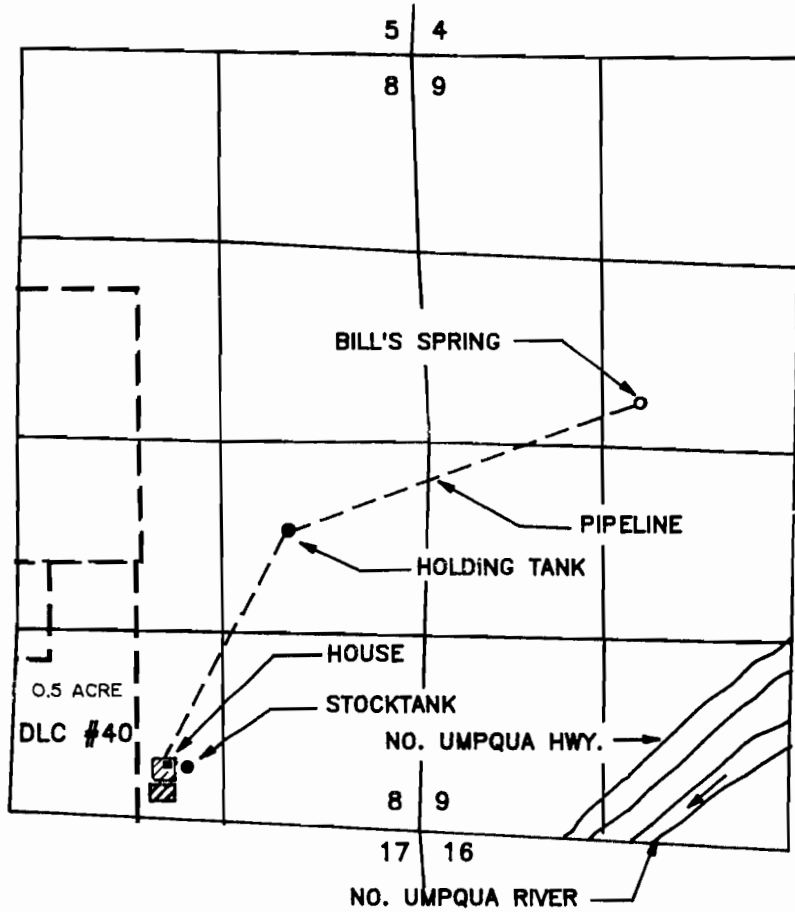 5 4
8 9
BILL'S SPRING
PIPELINE
HOLDING TANK
HOUSE
0.5 ACRE
STOCKTANK
DLC #40
NO. UMPQUA HWY.
8 9
17 16
NO. UMPQUA RIVER